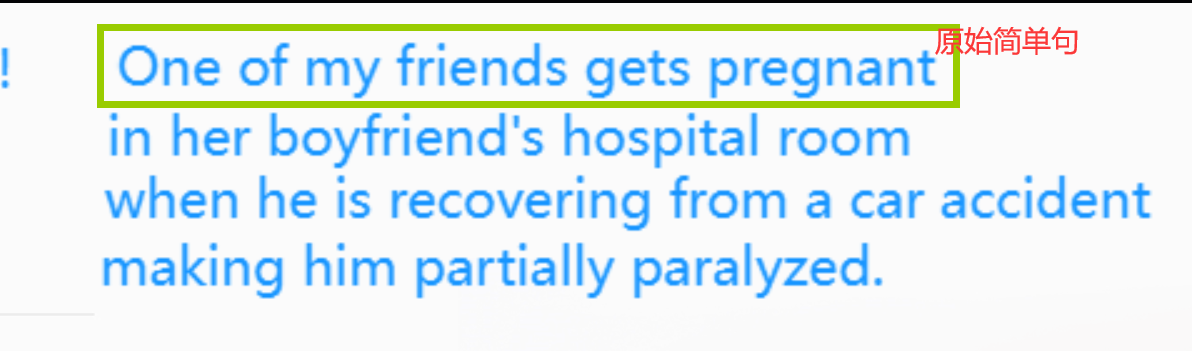 ! One of my friends gets pregnant 原始简单句
in her boyfriend's hospital room
when he is recovering from a car accident
making him partially paralyzed.